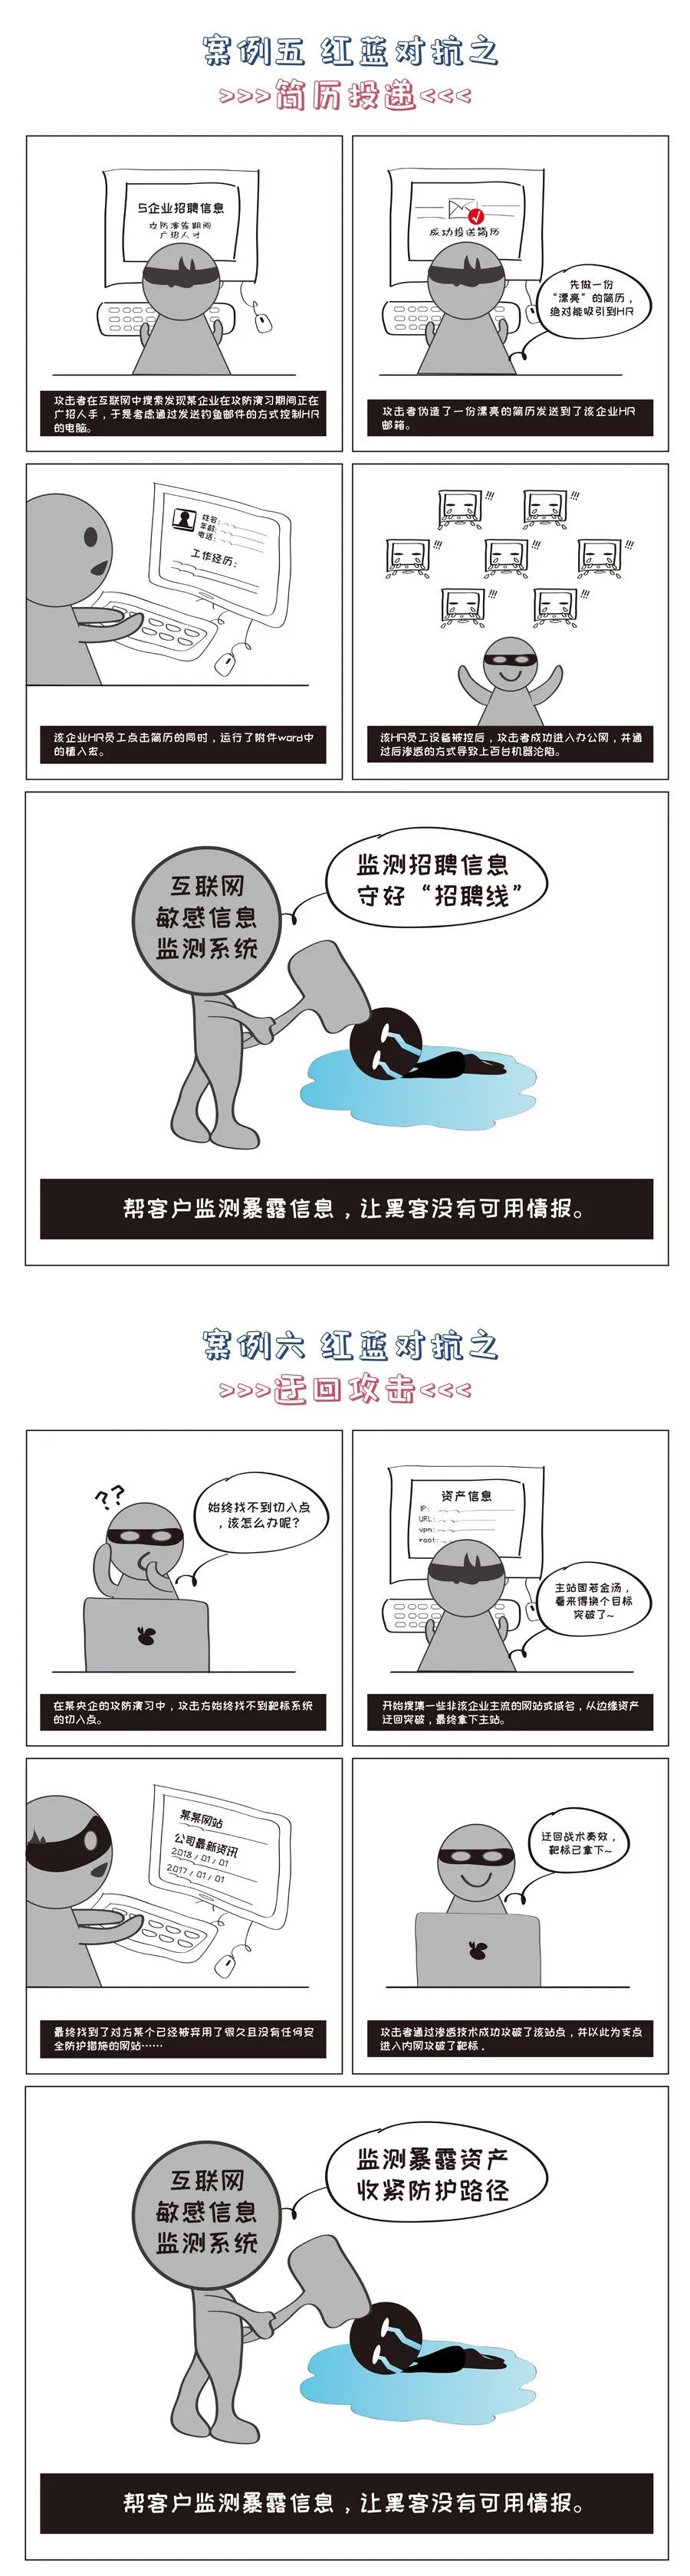 案例五 红蓝对抗之
>>>简历投递<<<
S企业招聘信息
攻防演练期间
广招人才
攻击者在互联网中搜索发现某企业在攻防演习期间正在
广招人手，于是考虑通过发送钓鱼邮件的方式控制HR
的电脑。
成功投送简历
先做一份
“漂亮”的简历，
绝对能吸引到HR
攻击者伪造了一份漂亮的简历发送到了该企业HR
邮箱。
姓名：
年龄：
电话：
工作经历：
该企业HR员工点击简历的同时，运行了附件word中
的植入宏。
!!!
!!!
!!!
!!!
!!!
!!!
!!!
该HR员工设备被控后，攻击者成功进入办公网，并通
过后渗透的方式导致上百台机器沦陷。
互联网
敏感信息
监测系统
监测招聘信息
守好“招聘线”
帮客户监测暴露信息，让黑客没有可用情报。
案例六 红蓝对抗之
>>>迂回攻击<<<
??
始终找不到切入点
，该怎么办呢?
在某央企的攻防演习中，攻击方始终找不到靶标系统
的切入点。
资产信息
IP:
URL:
vpn:
root:
主站固若金汤，
看来得换个目标
突破了~
开始搜集一些非该企业主流的网站或域名，从边缘资产
迂回突破，最终拿下主站。
某某网站
公司最新资讯
2018/01/01
2017/01/01
最终找到了对方某个已经被弃用了很久且没有任何安
全防护措施的网站……
迂回战术奏效，
靶标已拿下~
攻击者通过渗透技术成功攻破了该站点，并以此为支点
进入内网攻破了靶标.
互联网
敏感信息
监测系统
监测暴露资产
收紧防护路径
帮客户监测暴露信息，让黑客没有可用情报。